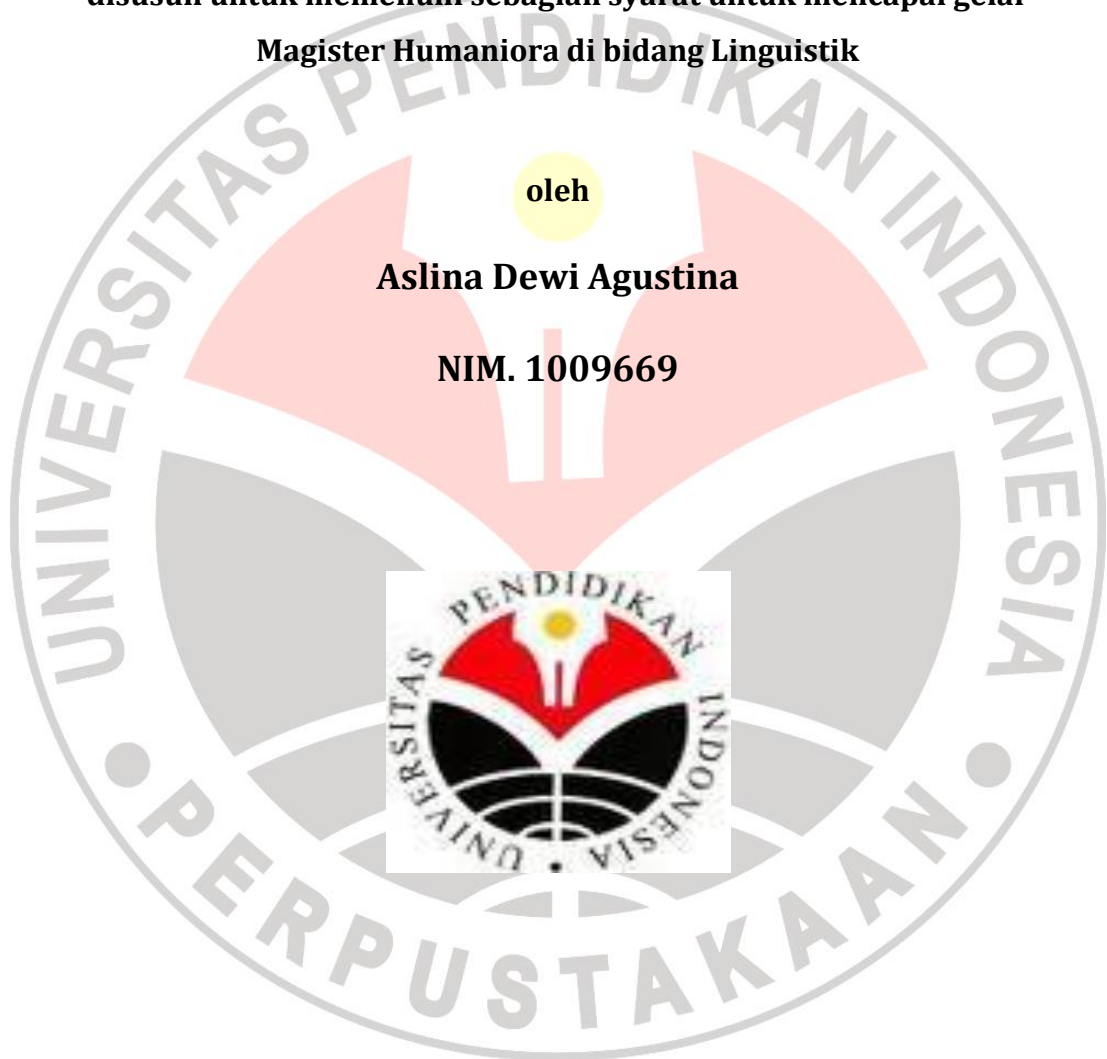 disusun untuk memenuhi sebagian syarat untuk mencapai gelar
Magister Humaniora di bidang Linguistik
oleh
Aslina Dewi Agustina
NIM. 1009669
UNIVERSITAS PENDIDIKAN INDONESIA
PERPUSTAKAAN
UNIVERSITAS PENDIDIKAN INDONESIA